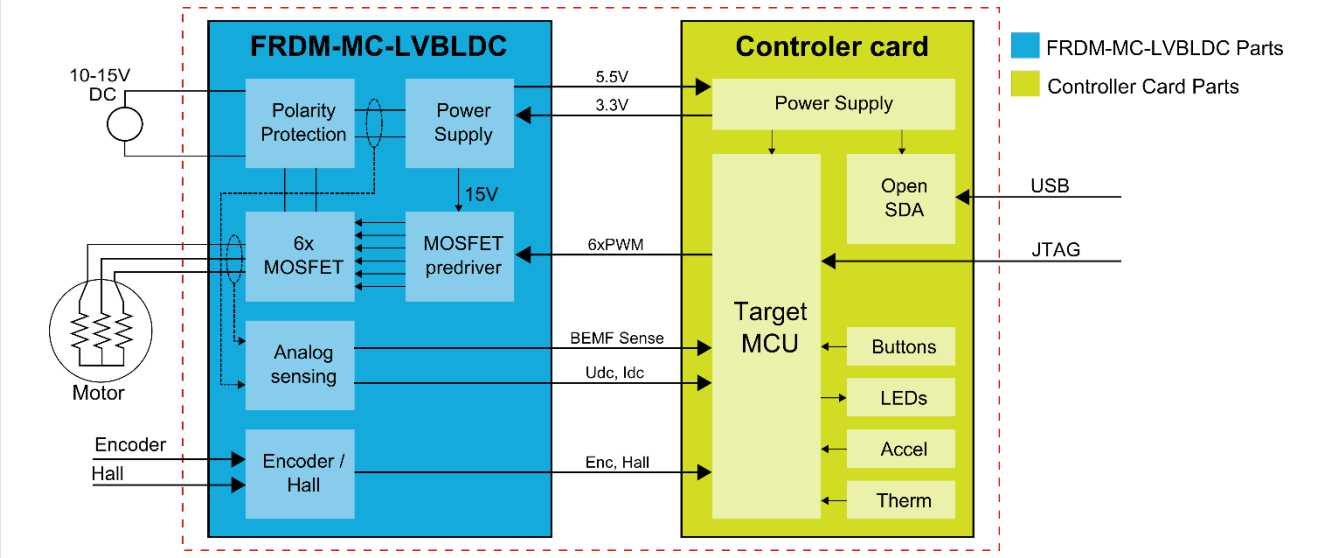 FRDM-MC-LVBLDC
Controler card
FRDM-MC-LVBLDC Parts
Controller Card Parts
10-15V
DC
Polarity
Protection
Power
Supply
5.5V
3.3V
Power Supply
15V
Open
SDA
USB
6x
MOSFET
MOSFET
predriver
6xPWM
JTAG
Target
MCU
Motor
Analog
sensing
BEMF Sense
Udc, Idc
Buttons
LEDs
Encoder
Hall
Encoder /
Hall
Enc, Hall
Accel
Therm